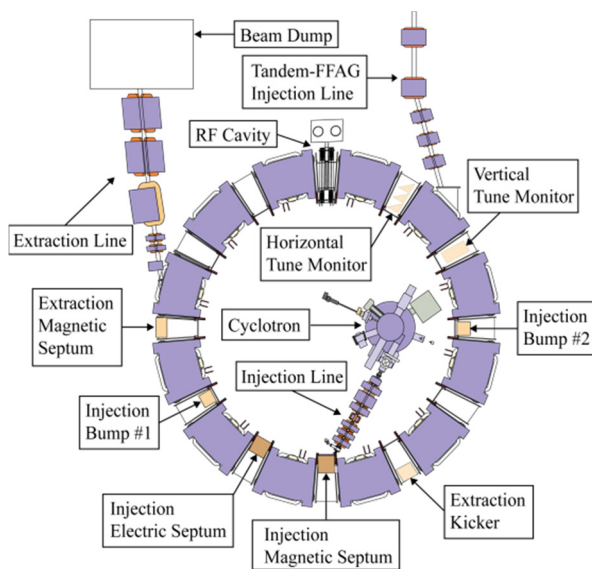 Beam Dump
Tandem-FFAG
Injection Line
RF Cavity
Vertical
Tune Monitor
Extraction Line
Horizontal
Tune Monitor
Extraction
Magnetic
Septum
Cyclotron
Injection
Bump #2
Injection Line
Injection
Bump #1
Injection
Electric Septum
Injection
Magnetic Septum
Extraction
Kicker